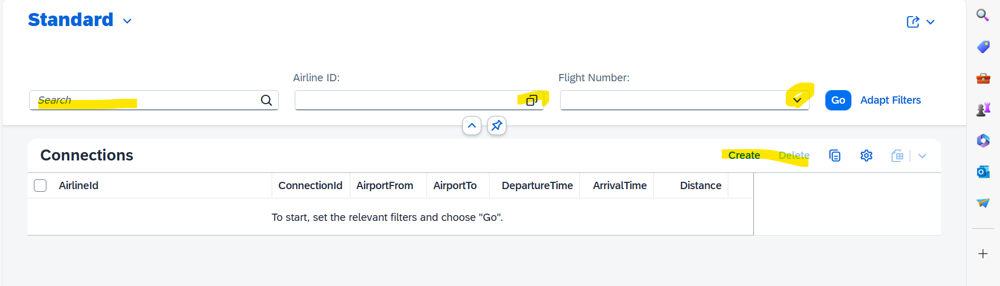 Standard
Airline ID:
Flight Number:
Search
Go
Adapt Filters
Connections
Create
Delete
AirlineId
ConnectionId
AirportFrom
AirportTo
DepartureTime
ArrivalTime
Distance
To start, set the relevant filters and choose "Go".